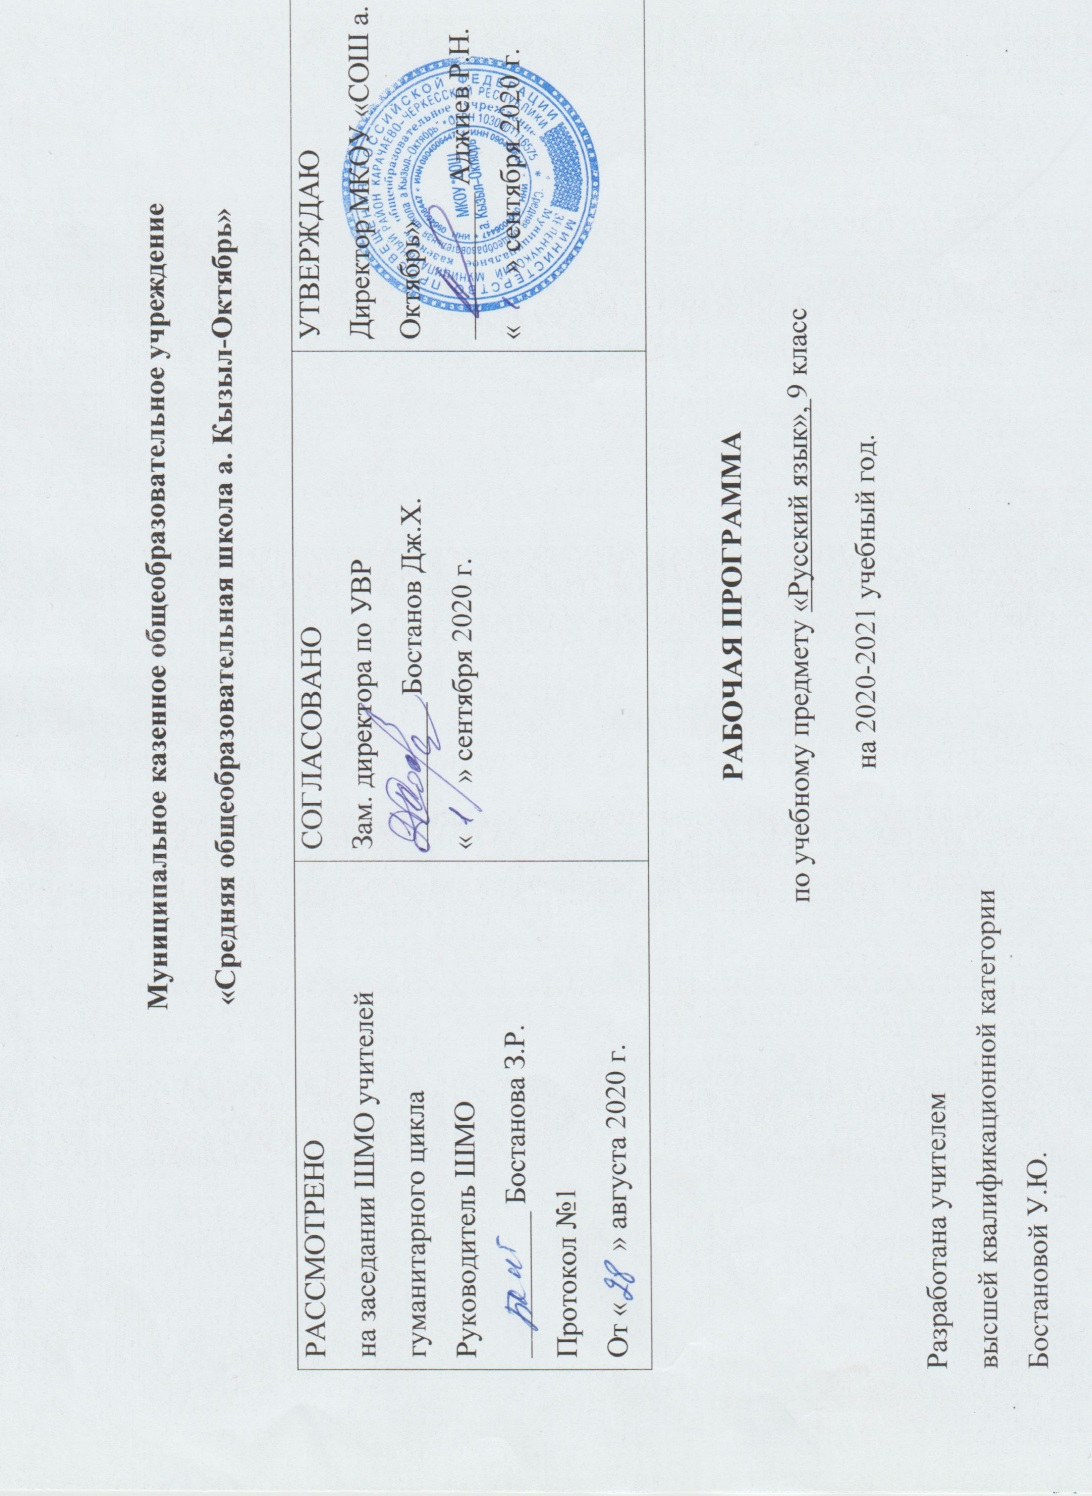 Муниципальное казенное общеобразовательное учреждение
«Средняя общеобразовательная школа а. Кызыл-Октябрь»
РАССМОТРЕНО
на заседании ШМО учителей
гуманитарного цикла
Руководитель ШМО
Бостанова З.Р.
Протокол №1
От «28» августа 2020 г.
СОГЛАСОВАНО
Зам. директора по УВР
Бостанов Дж.Х.
« 1 » сентября 2020 г.
УТВЕРЖДАЮ
Директор МКОУ «СОШ а.
Октябрь»
Аджиев Р.Н.
« 1 » сентября 2020 г.
МКОУ "СОШ
а. Кызыл-Октябрь"
РАБОЧАЯ ПРОГРАММА
по учебному предмету «Русский язык», 9 класс
на 2020-2021 учебный год.
Разработана учителем
высшей квалификационной категории
Бостановой У.Ю.